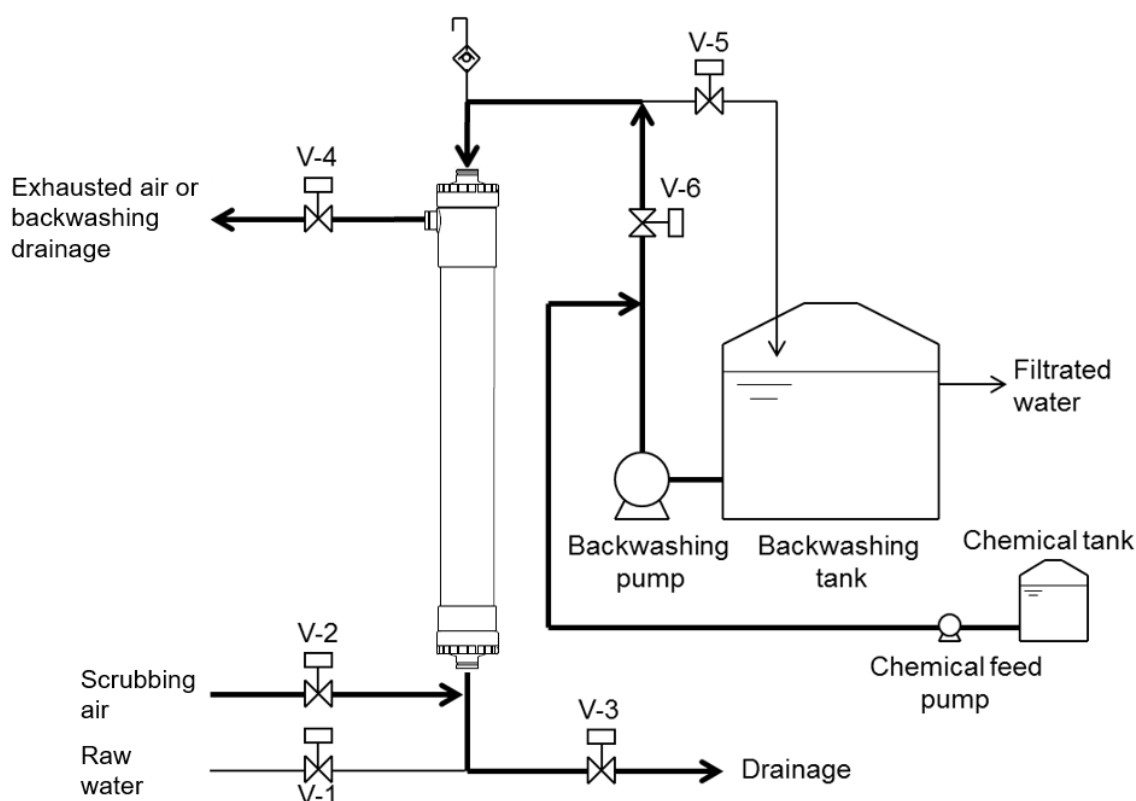 V-5
V-4
Exhausted air or
backwashing
drainage
V-6
Filtrated
water
Backwashing
pump
Backwashing
tank
Chemical tank
V-2
Chemical feed
pump
Scrubbing
air
V-3
Raw
water
V-1
Drainage